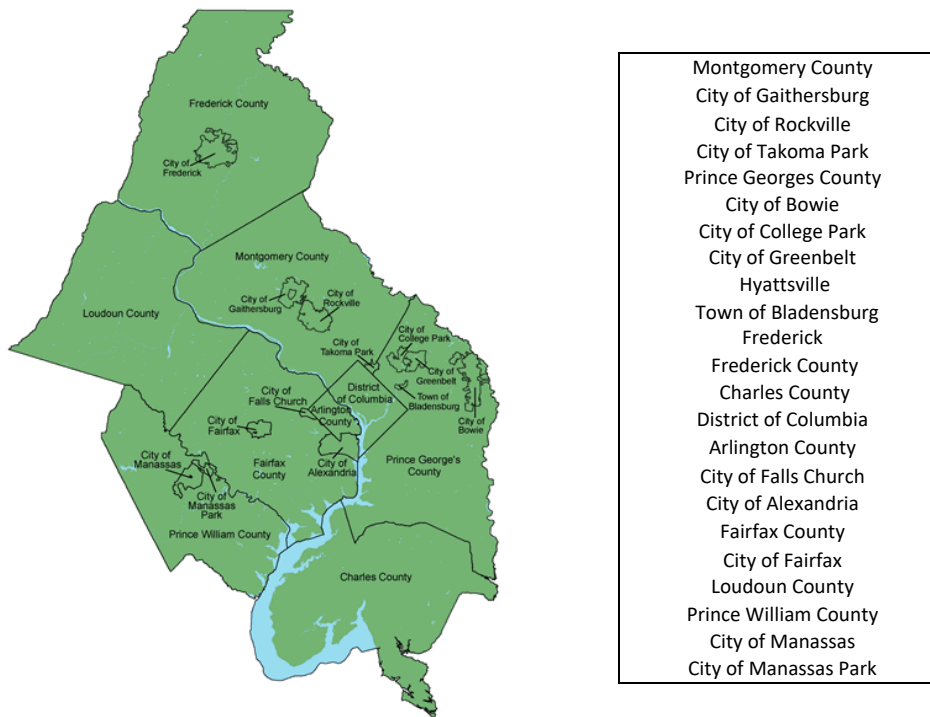 Frederick County
City of
Frederick
Montgomery County
City of
Gaithersburg
City of
Rockville
Loudoun County
City of
College Park
City of
Takoma Park
City of
Greenbelt
District
of Columbia
Town of
Bladensburg
City of
Falls Church
Arlington
County
City of
Bowie
City of
Fairfax
City of
Manassas
Fairfax
County
City of
Alexandria
Prince George's
County
City of
Manassas
Park
Prince William County
Charles County
Montgomery County
City of Gaithersburg
City of Rockville
City of Takoma Park
Prince Georges County
City of Bowie
City of College Park
City of Greenbelt
Hyattsville
Town of Bladensburg
Frederick
Frederick County
Charles County
District of Columbia
Arlington County
City of Falls Church
City of Alexandria
Fairfax County
City of Fairfax
Loudoun County
Prince William County
City of Manassas
City of Manassas Park